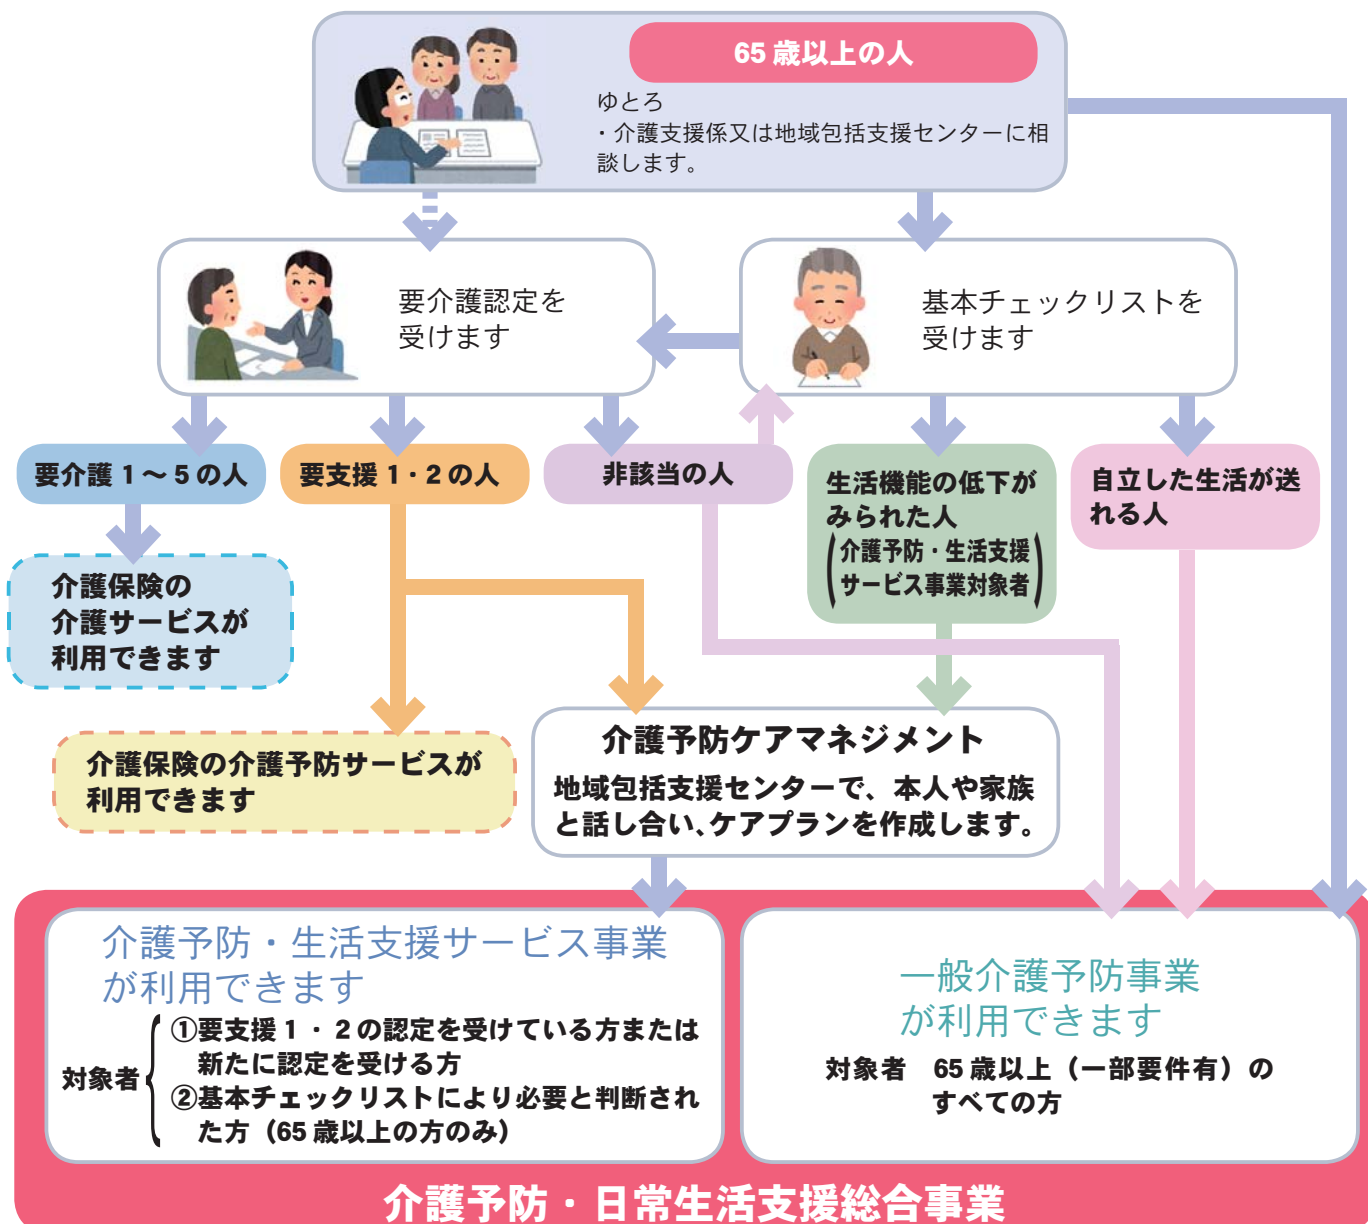 65歳以上の人
ゆとろ
・介護支援係又は地域包括支援センターに相
談します。
要介護認定を
受けます
基本チェックリストを
受けます
要介護1～5の人
要支援1・2の人
非該当の人
生活機能の低下が
みられた人
(介護予防・生活支援
サービス事業対象者)
自立した生活が送
れる人
介護保険の
介護サービスが
利用できます
介護保険の介護予防サービスが
利用できます
介護予防ケアマネジメント
地域包括支援センターで、本人や家族
と話し合い、ケアプランを作成します。
介護予防・生活支援サービス事業
が利用できます
対象者
①要支援1・2の認定を受けている方または
新たに認定を受ける方
②基本チェックリストにより必要と判断され
た方（65歳以上の方のみ）
一般介護予防事業
が利用できます
対象者　65歳以上（一部要件有）の
すべての方
介護予防・日常生活支援総合事業